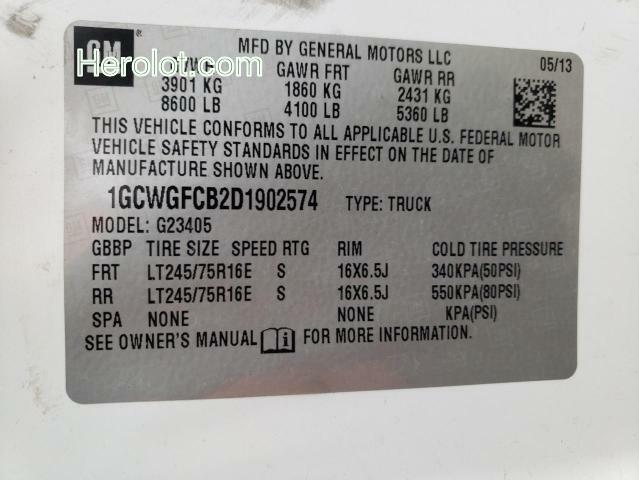 GM
MFD BY GENERAL MOTORS LLC 05/13
Herolot.com
GAWR FRT GAWR RR
3901 KG 1860 KG 2431 KG
8600 LB 4100 LB 5360 LB
THIS VEHICLE CONFORMS TO ALL APPLICABLE U.S. FEDERAL MOTOR
VEHICLE SAFETY STANDARDS IN EFFECT ON THE DATE OF
MANUFACTURE SHOWN ABOVE.
1GCWGFCB2D1902574 TYPE: TRUCK
MODEL: G23405
GBBP TIRE SIZE SPEED RTG RIM COLD TIRE PRESSURE
FRT LT245/75R16E S 16X6.5J 340KPA(50PSI)
RR LT245/75R16E S 16X6.5J 550KPA(80PSI)
SPA NONE NONE KPA(PSI)
SEE OWNER'S MANUAL i FOR MORE INFORMATION.